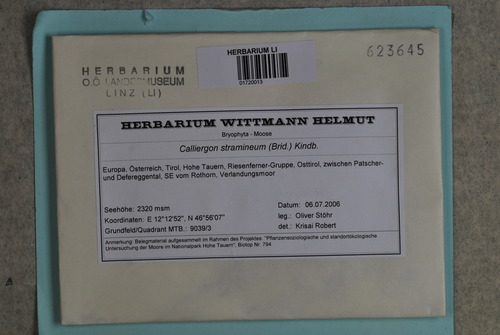 HERBARIUM
O.Ö. LANDESMUSEUM
LINZ (LI)
HERBARIUM LI
01720013
623645
HERBARIUM WITTMANN HELMUT
Bryophyta - Moose
Calliergon stramineum (Brid.) Kindb.
Europa, Österreich, Tirol, Hohe Tauern, Riesenferner-Gruppe, Osttirol, zwischen Patscher-
und Defereggental, SE vom Rothorn, Verlandungsmoor
Seehöhe: 2320 msm
Datum: 06.07.2006
Koordinaten: E 12°12'52", N 46°56'07"
leg.: Oliver Stöhr
Grundfeld/Quadrant MTB.: 9039/3
det.: Krisai Robert
Anmerkung: Belegmaterial aufgesammelt im Rahmen des Projektes: "Pflanzensoziologische und standortökologische
Untersuchung der Moore im Nationalpark Hohe Tauern", Biotop Nr. 794